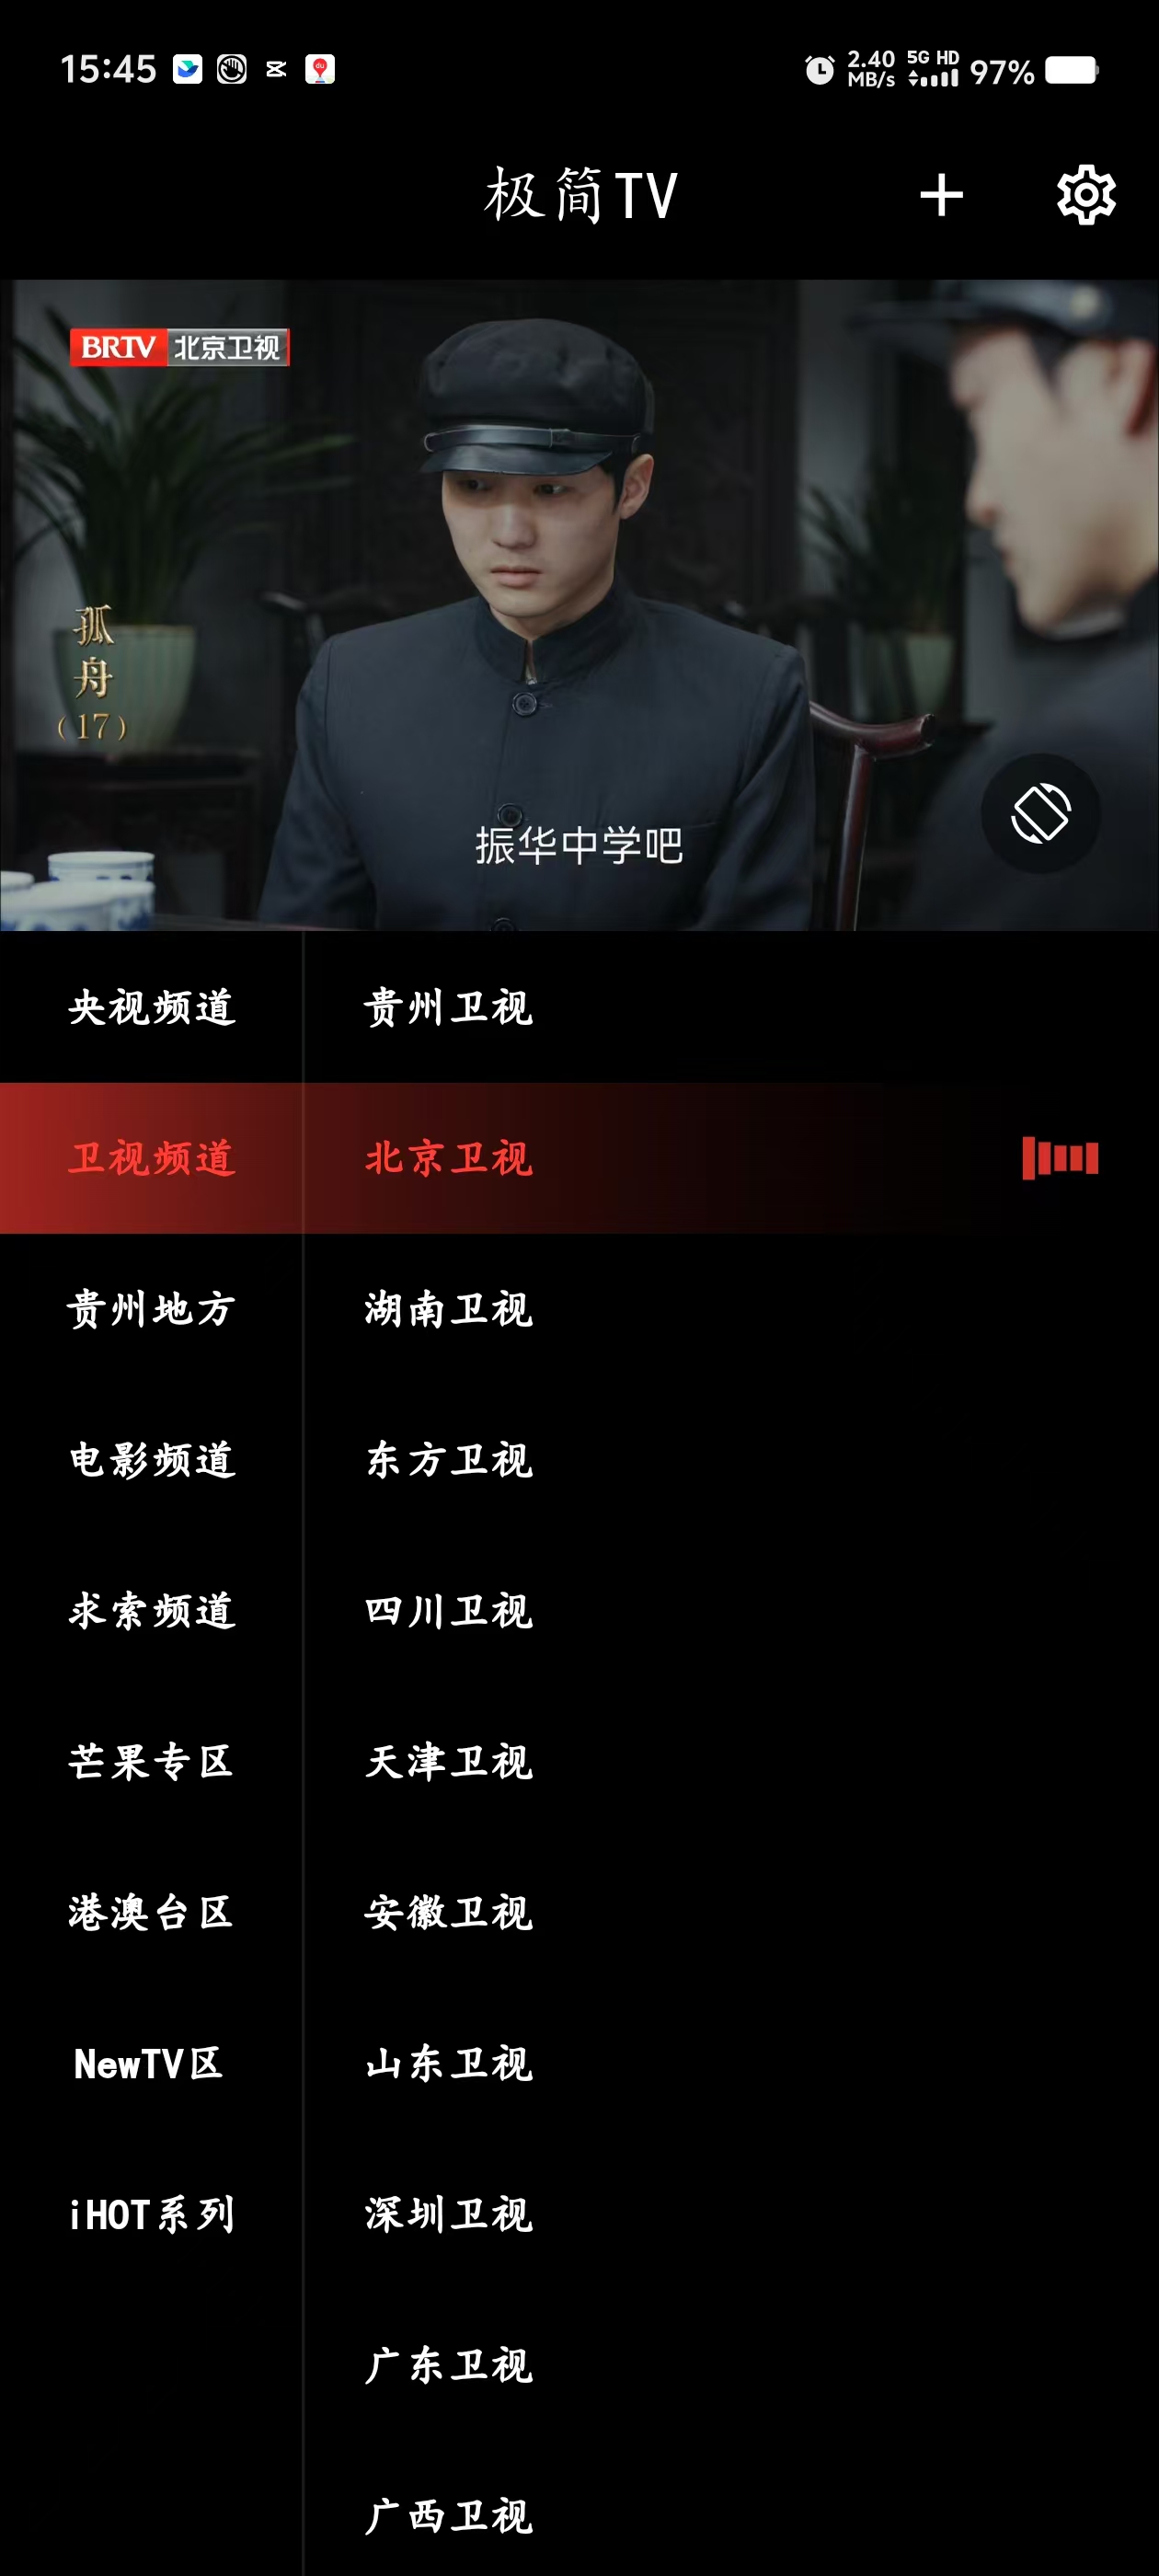 15:45
2.40 MB/s 5G HD 97%
极简TV
BRTV 北京卫视
孤舟
(17)
振华中学吧
央视频道 贵州卫视
卫视频道 北京卫视
贵州地方 湖南卫视
电影频道 东方卫视
求索频道 四川卫视
芒果专区 天津卫视
港澳台区 安徽卫视
NewTV区 山东卫视
iHOT系列 深圳卫视
广东卫视
广西卫视